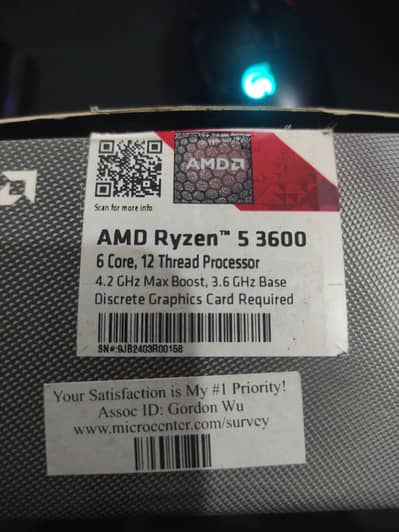 AMD
Scan for more info
AMD Ryzen™ 5 3600
6 Core, 12 Thread Processor
4.2 GHz Max Boost, 3.6 GHz Base
Discrete Graphics Card Required
SN#:9JB2403R00156
Your Satisfaction is My #1 Priority!
Assoc ID: Gordon Wu
www.microcenter.com/survey